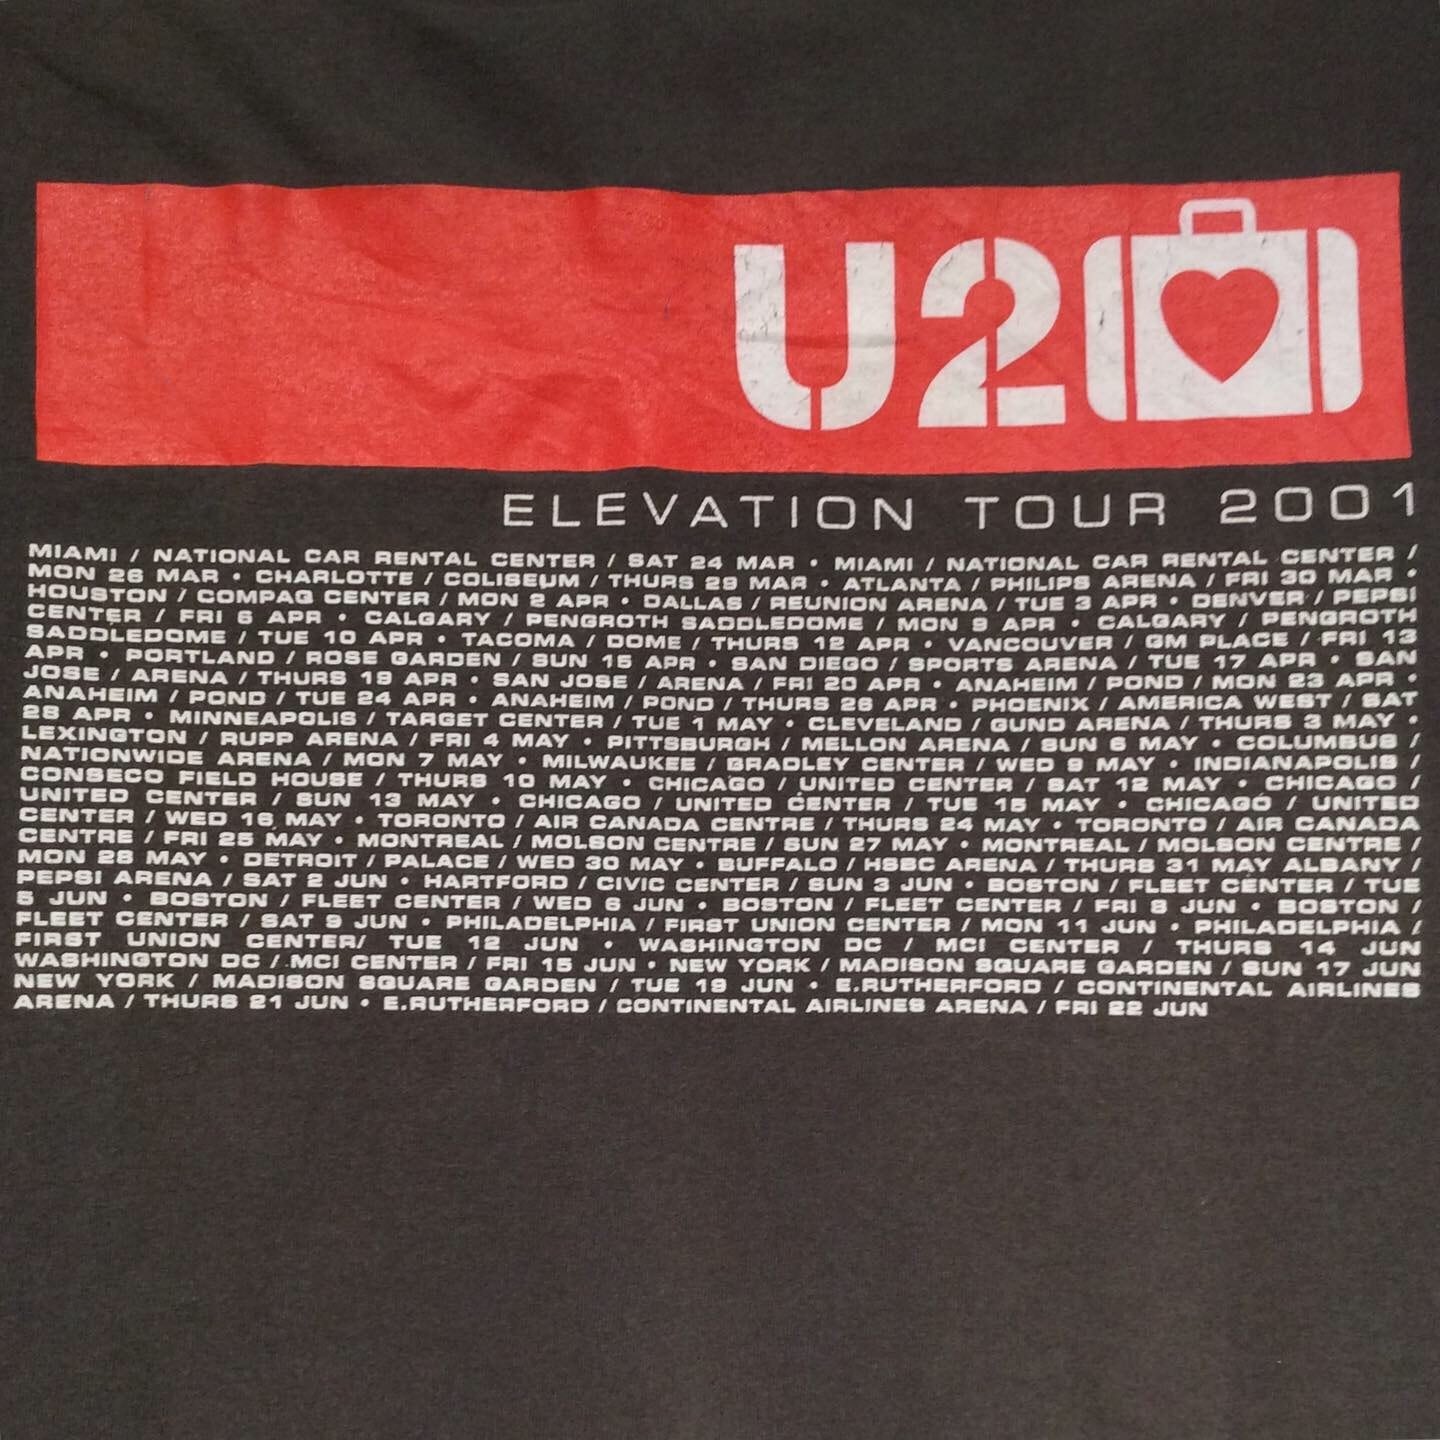 U2
ELEVATION TOUR 2001
MIAMI / NATIONAL CAR RENTAL CENTER / SAT 24 MAR • MIAMI / NATIONAL CAR RENTAL CENTER /
MON 26 MAR • CHARLOTTE / COLISEUM / THURS 29 MAR • ATLANTA / PHILIPS ARENA / FRI 30 MAR •
HOUSTON / COMPAQ CENTER / MON 2 APR • DALLAS / REUNION ARENA / TUE 3 APR • DENVER / PEPSI
CENTER / FRI 6 APR • CALGARY / PENGROTH SADDLEDOME / MON 9 APR • CALGARY / PENGROTH
SADDLEDOME / TUE 10 APR • TACOMA / DOME / THURS 12 APR • VANCOUVER / GM PLACE / FRI 13
APR • PORTLAND / ROSE GARDEN / SUN 15 APR • SAN DIEGO / SPORTS ARENA / TUE 17 APR • SAN
JOSE / ARENA / THURS 19 APR • SAN JOSE / ARENA / FRI 20 APR • ANAHEIM / POND / MON 23 APR •
ANAHEIM / POND / TUE 24 APR • ANAHEIM / POND / THURS 26 APR • PHOENIX / AMERICA WEST / SAT
28 APR • MINNEAPOLIS / TARGET CENTER / TUE 1 MAY • CLEVELAND / GUND ARENA / THURS 3 MAY •
LEXINGTON / RUPP ARENA / FRI 4 MAY • PITTSBURGH / MELLON ARENA / SUN 6 MAY • COLUMBUS /
NATIONWIDE ARENA / MON 7 MAY • MILWAUKEE / BRADLEY CENTER / WED 9 MAY • INDIANAPOLIS /
CONSECO FIELD HOUSE / THURS 10 MAY • CHICAGO / UNITED CENTER / SAT 12 MAY • CHICAGO /
UNITED CENTER / SUN 13 MAY • CHICAGO / UNITED CENTER / TUE 15 MAY • CHICAGO / UNITED
CENTER / WED 16 MAY • TORONTO / AIR CANADA CENTRE / THURS 24 MAY • TORONTO / AIR CANADA
CENTRE / FRI 25 MAY • MONTREAL / MOLSON CENTRE / SUN 27 MAY • MONTREAL / MOLSON CENTRE /
MON 28 MAY • DETROIT / PALACE / WED 30 MAY • BUFFALO / HSBC ARENA / THURS 31 MAY ALBANY /
PEPSI ARENA / SAT 2 JUN • HARTFORD / CIVIC CENTER / SUN 3 JUN • BOSTON / FLEET CENTER / TUE
5 JUN • BOSTON / FLEET CENTER / WED 6 JUN • BOSTON / FLEET CENTER / FRI 8 JUN • BOSTON /
FLEET CENTER / SAT 9 JUN • PHILADELPHIA / FIRST UNION CENTER / MON 11 JUN • PHILADELPHIA /
FIRST UNION CENTER/ TUE 12 JUN • WASHINGTON DC / MCI CENTER / THURS 14 JUN
WASHINGTON DC / MCI CENTER / FRI 15 JUN • NEW YORK / MADISON SQUARE GARDEN / SUN 17 JUN
NEW YORK / MADISON SQUARE GARDEN / TUE 19 JUN • E.RUTHERFORD / CONTINENTAL AIRLINES
ARENA / THURS 21 JUN • E.RUTHERFORD / CONTINENTAL AIRLINES ARENA / FRI 22 JUN